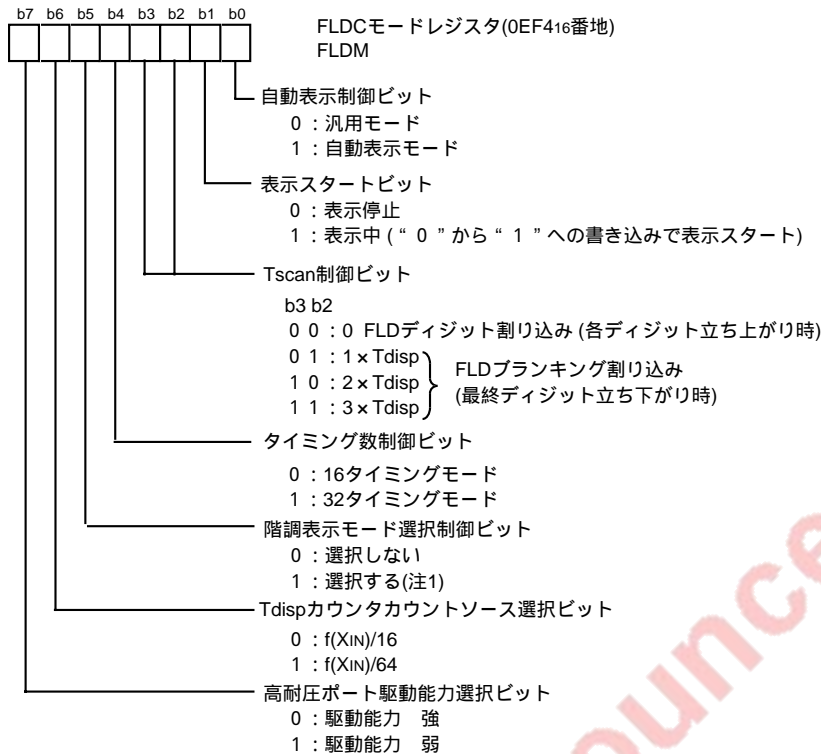 b7 b6 b5 b4 b3 b2 b1 b0
FLDCモードレジスタ(0EF416番地)
FLDM
自動表示制御ビット
0 : 汎用モード
1 : 自動表示モード
表示スタートビット
0 : 表示停止
1 : 表示中 ( “ 0 ” から “ 1 ” への書き込みで表示スタート)
Tscan制御ビット
b3 b2
0 0 : 0 FLDディジット割り込み (各ディジット立ち上がり時)
0 1 : 1 × Tdisp
1 0 : 2 × Tdisp
1 1 : 3 × Tdisp
FLDブランキング割り込み
(最終ディジット立ち下がり時)
タイミング数制御ビット
0 : 16タイミングモード
1 : 32タイミングモード
階調表示モード選択制御ビット
0 : 選択しない
1 : 選択する(注1)
Tdispカウンタカウントソース選択ビット
0 : f(XIN)/16
1 : f(XIN)/64
高耐圧ポート駆動能力選択ビット
0 : 駆動能力 強
1 : 駆動能力 弱